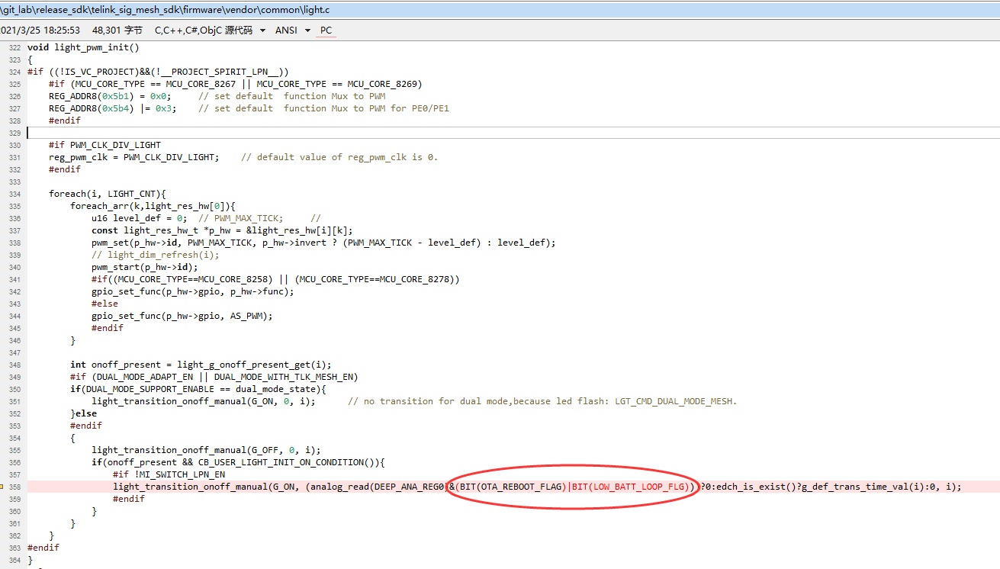 \git_lab\release_sdk\telink_sig_mesh_sdk\firmware\vendor\common\light.c
2021/3/25 18:25:53 48,301 字节 C,C++,C#,ObjC 源代码 ANSI PC
322 void light_pwm_init()
323 {
324 #if ((!IS_VC_PROJECT)&&(!__PROJECT_SPIRIT_LPN__))
325     #if (MCU_CORE_TYPE == MCU_CORE_8267 || MCU_CORE_TYPE == MCU_CORE_8269)
326     REG_ADDR8(0x5b1) = 0x0;     // set default  function Mux to PWM
327     REG_ADDR8(0x5b4) |= 0x3;    // set default  function Mux to PWM for PE0/PE1
328     #endif
329
330     #if PWM_CLK_DIV_LIGHT
331     reg_pwm_clk = PWM_CLK_DIV_LIGHT;    // default value of reg_pwm_clk is 0.
332     #endif
333
334     foreach(i, LIGHT_CNT){
335         foreach_arr(k,light_res_hw[0]){
336             u16 level_def = 0;  // PWM_MAX_TICK;     //
337             const light_res_hw_t *p_hw = &light_res_hw[i][k];
338             pwm_set(p_hw->id, PWM_MAX_TICK, p_hw->invert ? (PWM_MAX_TICK - level_def) : level_def);
339             // light_dim_refresh(i);
340             pwm_start(p_hw->id);
341             #if((MCU_CORE_TYPE==MCU_CORE_8258) || (MCU_CORE_TYPE==MCU_CORE_8278))
342             gpio_set_func(p_hw->gpio, p_hw->func);
343             #else
344             gpio_set_func(p_hw->gpio, AS_PWM);
345             #endif
346         }
347
348         int onoff_present = light_g_onoff_present_get(i);
349         #if (DUAL_MODE_ADAPT_EN || DUAL_MODE_WITH_TLK_MESH_EN)
350         if(DUAL_MODE_SUPPORT_ENABLE == dual_mode_state){
351             light_transition_onoff_manual(G_ON, 0, i);      // no transition for dual mode,because led flash: LGT_CMD_DUAL_MODE_MESH.
352         }else
353         #endif
354         {
355             light_transition_onoff_manual(G_OFF, 0, i);
356             if(onoff_present && CB_USER_LIGHT_INIT_ON_CONDITION()){
357                 #if !MI_SWITCH_LPN_EN
358                 light_transition_onoff_manual(G_ON, (analog_read(DEEP_ANA_REG0)&(BIT(OTA_REBOOT_FLAG)|BIT(LOW_BATT_LOOP_FLG)))?0:edch_is_exist()?g_def_trans_time_val(i):0, i);
359                 #endif
360             }
361         }
362     }
363 #endif
364 }